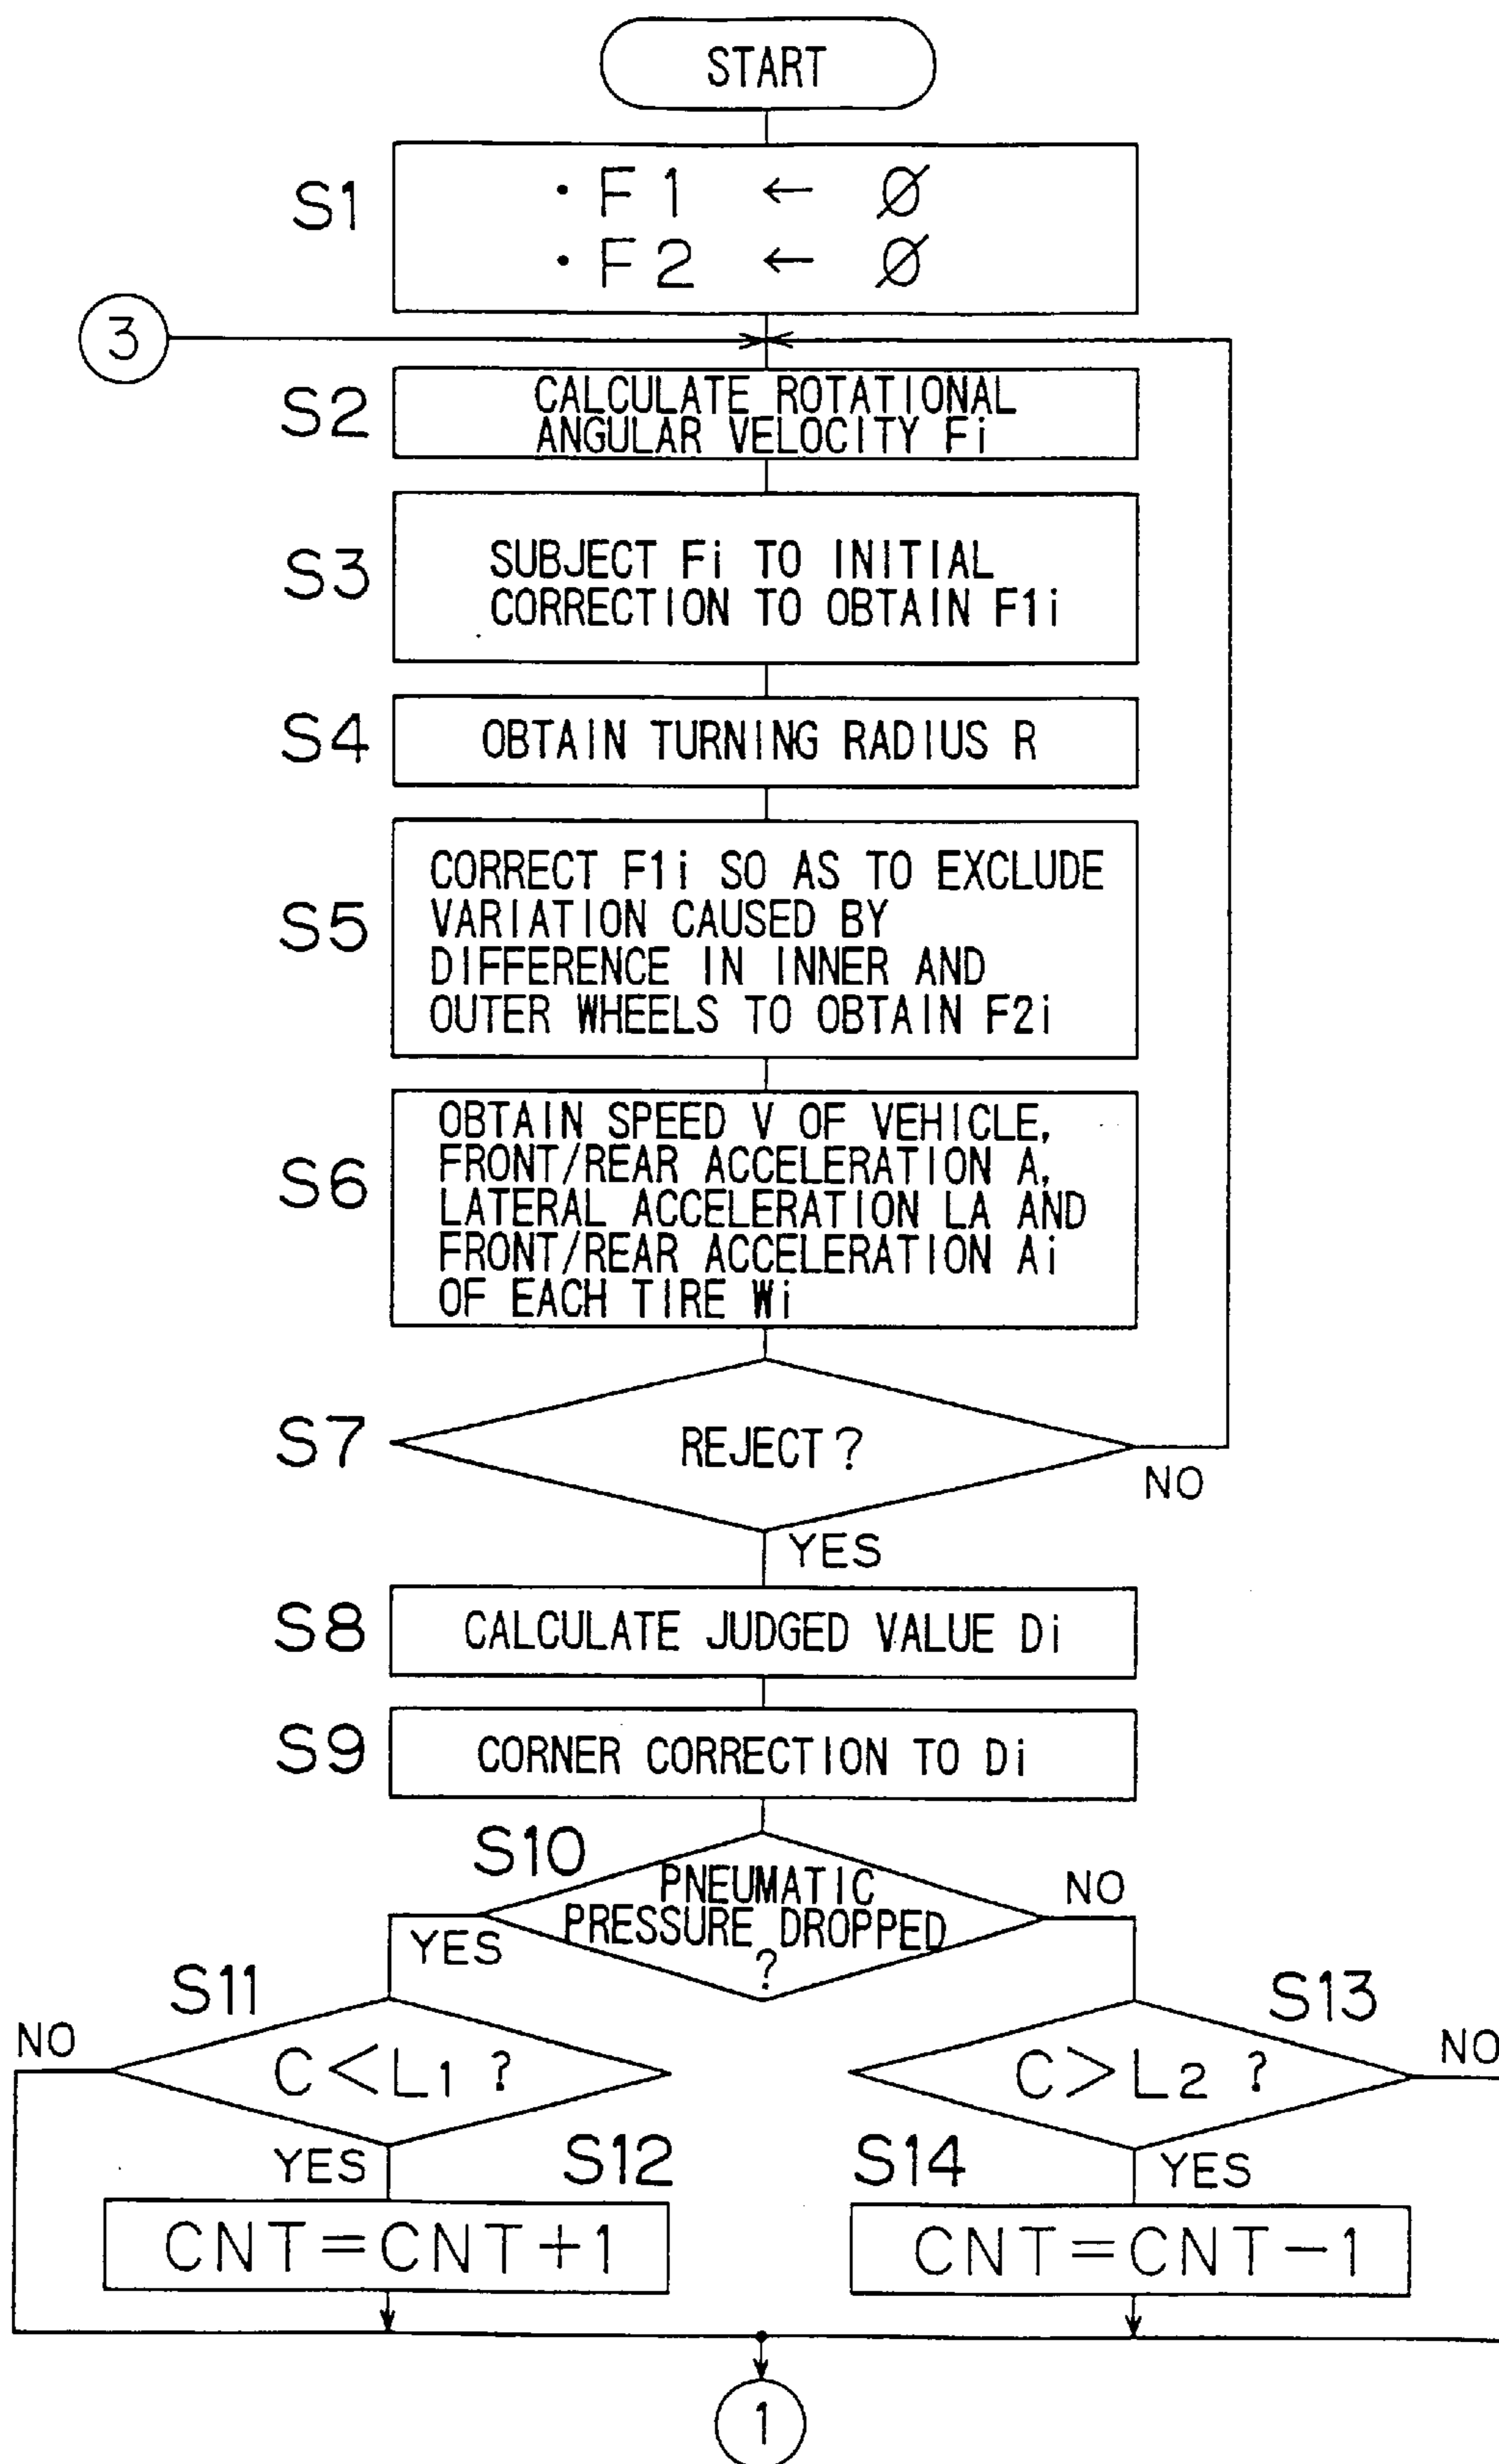 START
S1
・F1 ← Ø
・F2 ← Ø
3
S2
CALCULATE ROTATIONAL
ANGULAR VELOCITY Fi
S3
SUBJECT Fi TO INITIAL
CORRECTION TO OBTAIN F1i
S4
OBTAIN TURNING RADIUS R
S5
CORRECT F1i SO AS TO EXCLUDE
VARIATION CAUSED BY
DIFFERENCE IN INNER AND
OUTER WHEELS TO OBTAIN F2i
S6
OBTAIN SPEED V OF VEHICLE,
FRONT/REAR ACCELERATION A,
LATERAL ACCELERATION LA AND
FRONT/REAR ACCELERATION Ai
OF EACH TIRE Wi
S7
REJECT?
NO
YES
S8
CALCULATE JUDGED VALUE Di
S9
CORNER CORRECTION TO Di
S10
PNEUMATIC
PRESSURE DROPPED
?
YES
NO
S11
NO
C<L1 ?
YES
S12
CNT=CNT+1
S13
C>L2 ?
NO
S14
YES
CNT=CNT-1
1